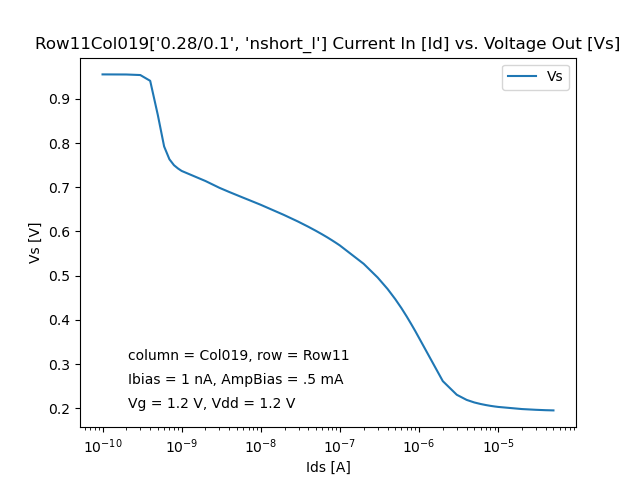 Row11Col019['0.28/0.1', 'nshort_l'] Current In [Id] vs. Voltage Out [Vs]
Vs
0.9
0.8
0.7
0.6
0.5
0.4
0.3
0.2
Vs [V]
column = Col019, row = Row11
Ibias = 1 nA, AmpBias = .5 mA
Vg = 1.2 V, Vdd = 1.2 V
10⁻¹⁰ 10⁻⁹ 10⁻⁸ 10⁻⁷ 10⁻⁶ 10⁻⁵
Ids [A]